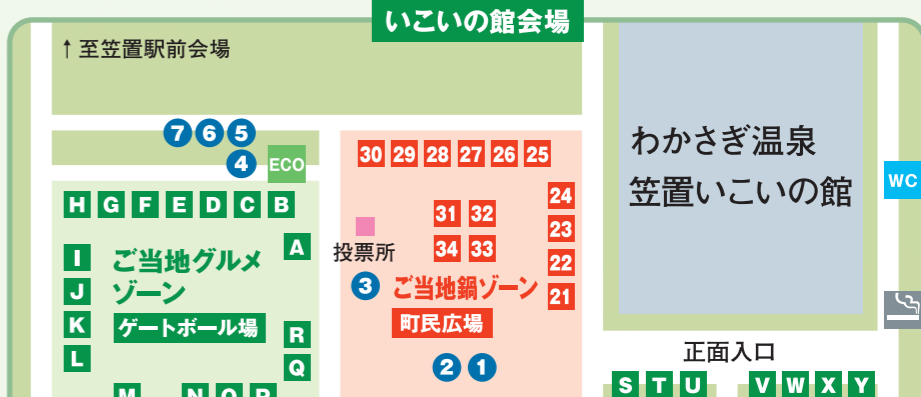 いこいの館会場
↑至笠置駅前会場
7 6 5
4
ECO
H G F E D C B
A
I
J
K
L
ご当地グルメ
ゾーン
ゲートボール場
R
Q
M N O P
30 29 28 27 26 25
24
23
22
21
31 32
34 33
投票所
3
ご当地鍋ゾーン
町民広場
2 1
わかさぎ温泉
笠置いこいの館
WC
正面入口
S T U V W X Y